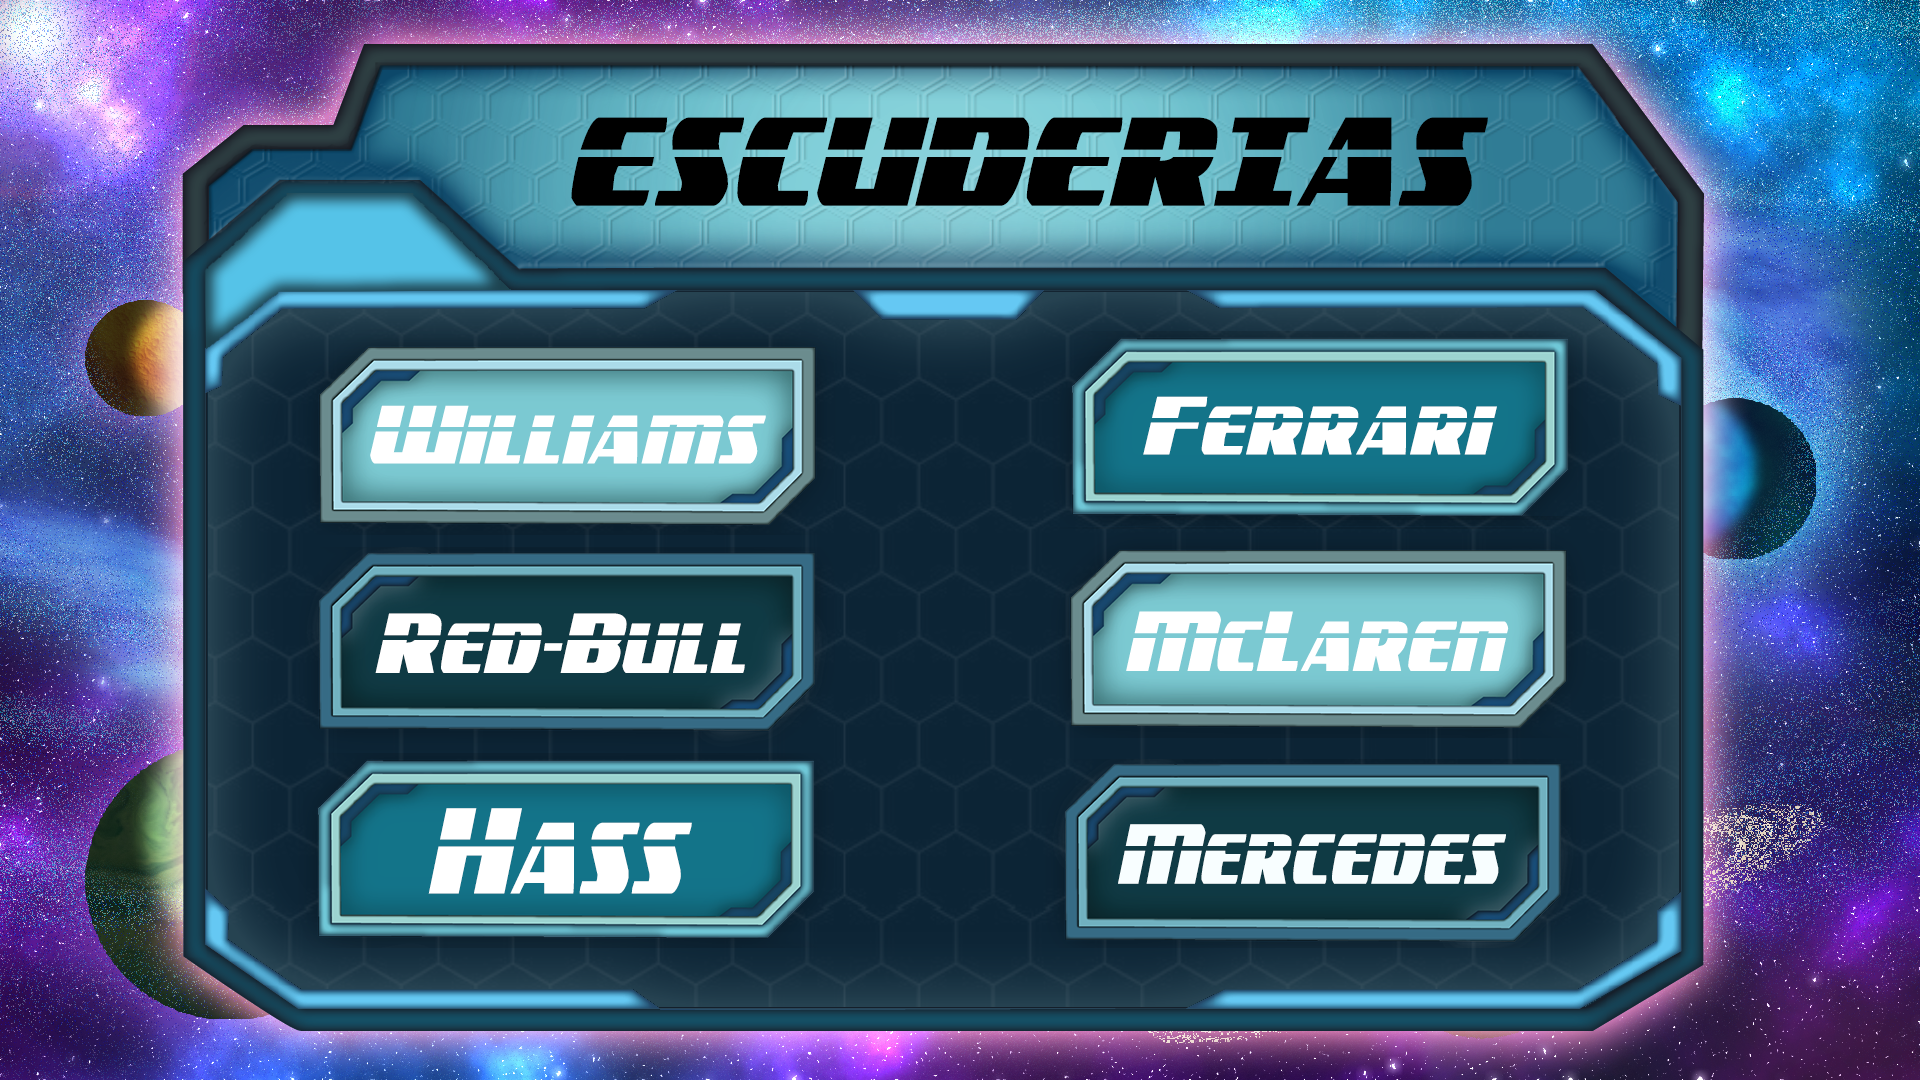 ESCUDERIAS
Williams
Ferrari
Red-Bull
McLaren
Hass
Mercedes